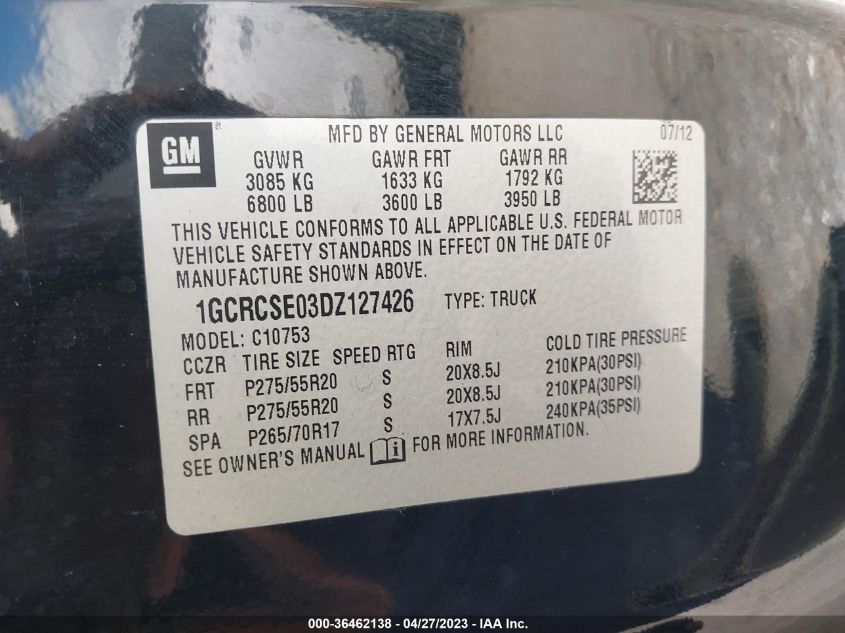 GM®
MFD BY GENERAL MOTORS LLC 07/12
GVWR GAWR FRT GAWR RR
3085 KG 1633 KG 1792 KG
6800 LB 3600 LB 3950 LB
THIS VEHICLE CONFORMS TO ALL APPLICABLE U.S. FEDERAL MOTOR
VEHICLE SAFETY STANDARDS IN EFFECT ON THE DATE OF
MANUFACTURE SHOWN ABOVE.
1GCRCSE03DZ127426 TYPE: TRUCK
MODEL: C10753
CCZR TIRE SIZE SPEED RTG RIM COLD TIRE PRESSURE
FRT P275/55R20 S 20X8.5J 210KPA(30PSI)
RR P275/55R20 S 20X8.5J 210KPA(30PSI)
SPA P265/70R17 S 17X7.5J 240KPA(35PSI)
SEE OWNER'S MANUAL i FOR MORE INFORMATION.
000-36462138 - 04/27/2023 - IAA Inc.